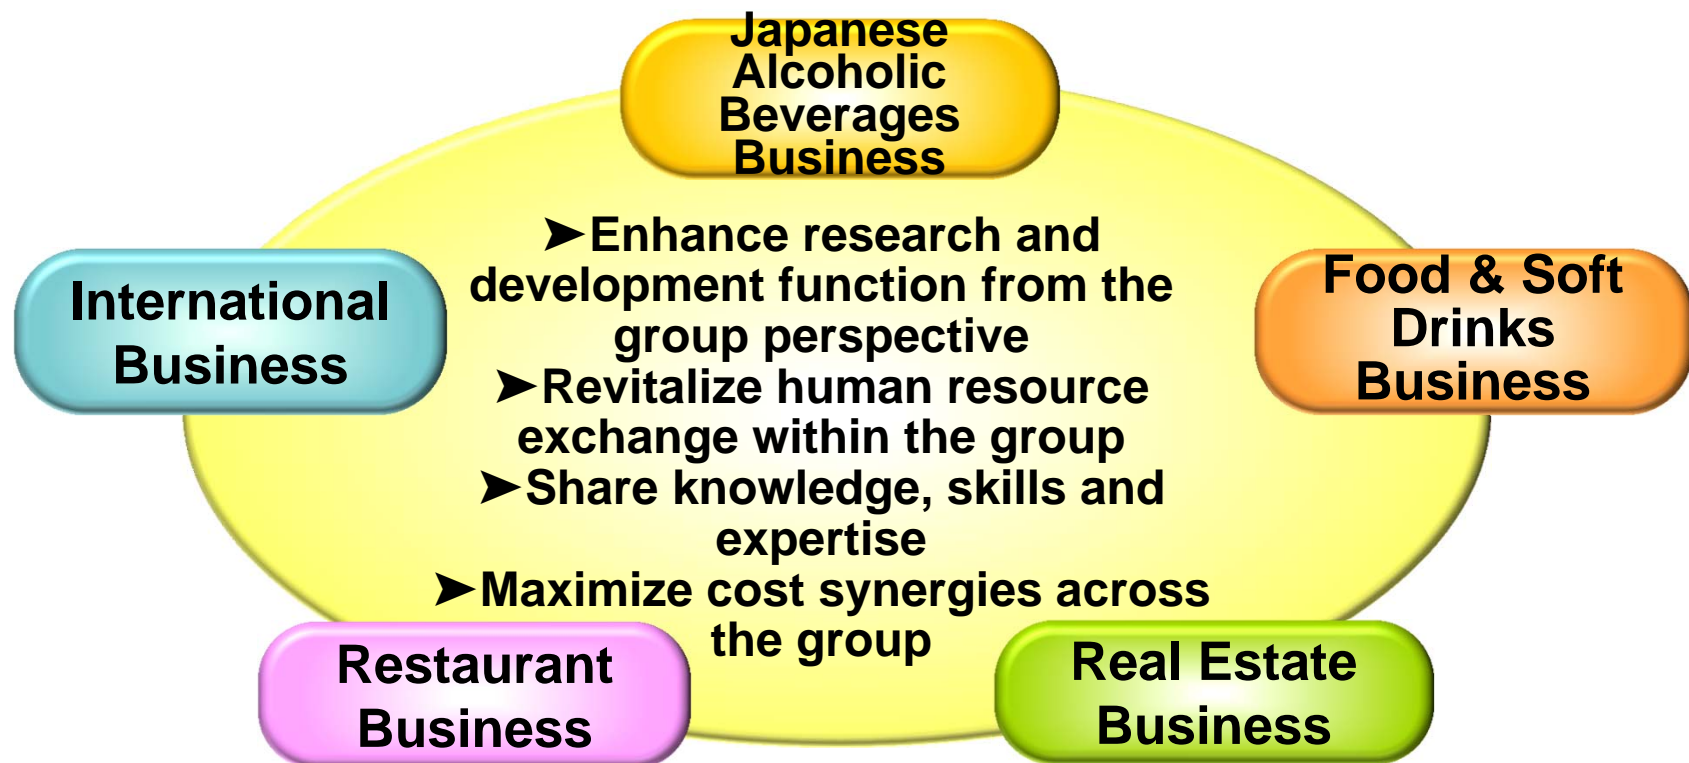 Japanese
Alcoholic
Beverages
Business
➤Enhance research and
development function from the
group perspective
➤Revitalize human resource
exchange within the group
➤Share knowledge, skills and
expertise
➤Maximize cost synergies across
the group
International
Business
Food & Soft
Drinks
Business
Restaurant
Business
Real Estate
Business